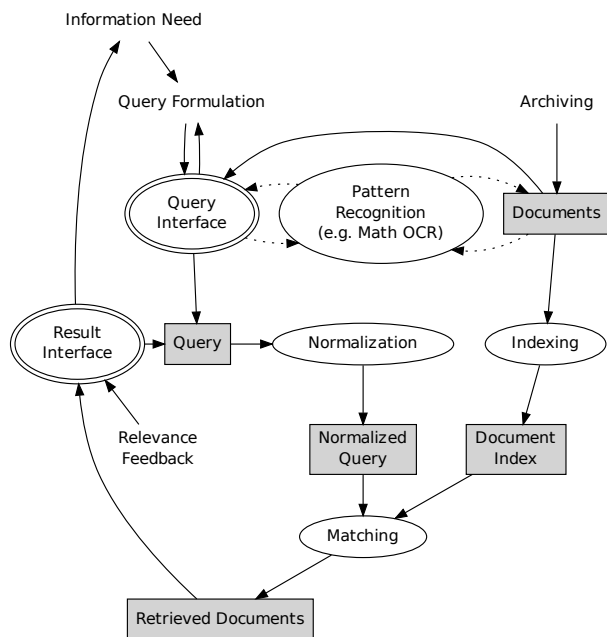 Information Need
Query Formulation
Archiving
Query
Interface
Pattern
Recognition
(e.g. Math OCR)
Documents
Result
Interface
Query
Normalization
Indexing
Relevance
Feedback
Normalized
Query
Document
Index
Matching
Retrieved Documents